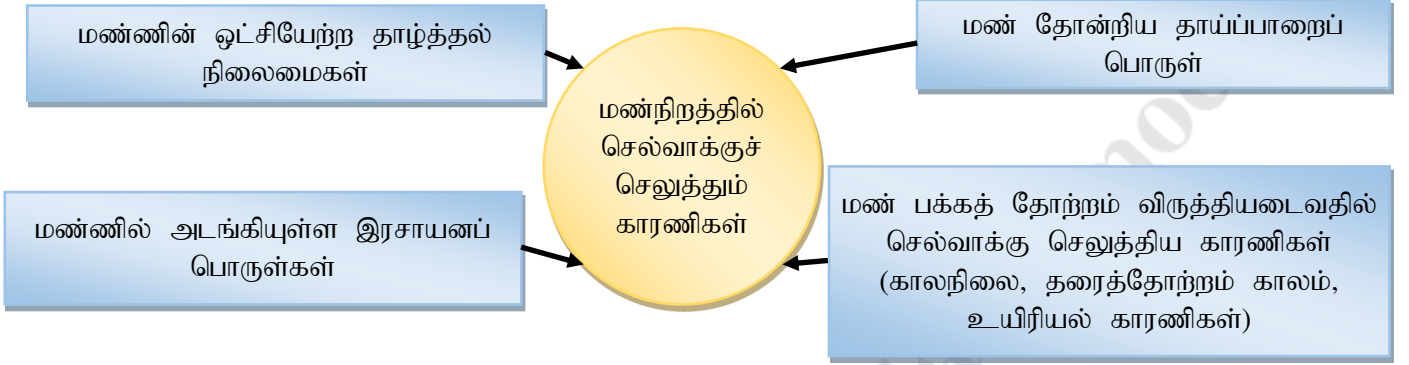 மண்ணின் ஒட்சியேற்ற தாழ்த்தல்
நிலைமைகள்
மண் தோன்றிய தாய்ப்பாறைப்
பொருள்
மண்நிறத்தில்
செல்வாக்குச்
செலுத்தும்
காரணிகள்
மண்ணில் அடங்கியுள்ள இரசாயனப்
பொருள்கள்
மண் பக்கத் தோற்றம் விருத்தியடைவதில்
செல்வாக்கு செலுத்திய காரணிகள்
(காலநிலை, தரைத்தோற்றம் காலம்,
உயிரியல் காரணிகள்)